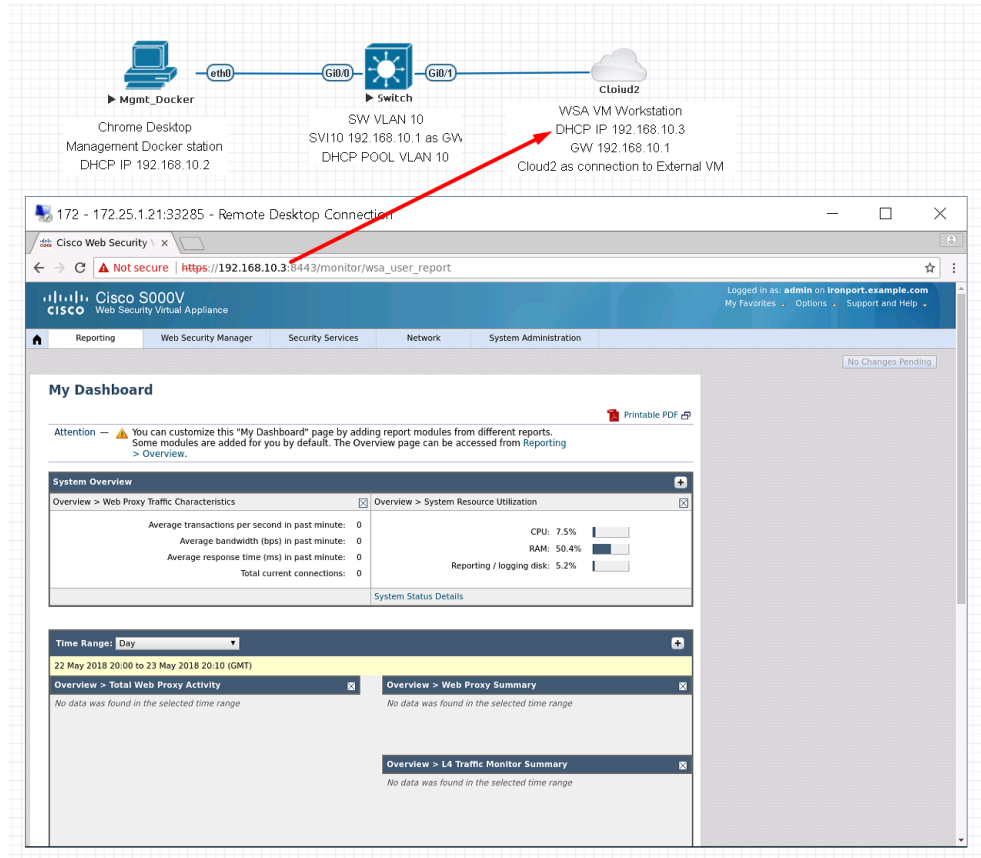 eth0
Gi0/0
Gi0/1
Mgmt_Docker
Switch
Cloiud2
Chrome Desktop
Management Docker station
DHCP IP 192.168.10.2
SW VLAN 10
SVI10 192.168.10.1 as GW
DHCP POOL VLAN 10
WSA VM Workstation
DHCP IP 192.168.10.3
GW 192.168.10.1
Cloud2 as connection to External VM
172 - 172.25.1.21:33285 - Remote Desktop Connection
Cisco Web Security
Not secure | https://192.168.10.3:8443/monitor/wsa_user_report
Cisco S000V
CISCO Web Security Virtual Appliance
Logged in as: admin on ironport.example.com
My Favorites Options Support and Help
Reporting Web Security Manager Security Services Network System Administration
No Changes Pending
My Dashboard
Printable PDF
Attention — You can customize this "My Dashboard" page by adding report modules from different reports.
Some modules are added for you by default. The Overview page can be accessed from Reporting
> Overview.
System Overview
Overview > Web Proxy Traffic Characteristics
Average transactions per second in past minute: 0
Average bandwidth (bps) in past minute: 0
Average response time (ms) in past minute: 0
Total current connections: 0
Overview > System Resource Utilization
CPU: 7.5%
RAM: 50.4%
Reporting / logging disk: 5.2%
System Status Details
Time Range: Day
22 May 2018 20:00 to 23 May 2018 20:10 (GMT)
Overview > Total Web Proxy Activity
No data was found in the selected time range
Overview > Web Proxy Summary
No data was found in the selected time range
Overview > L4 Traffic Monitor Summary
No data was found in the selected time range